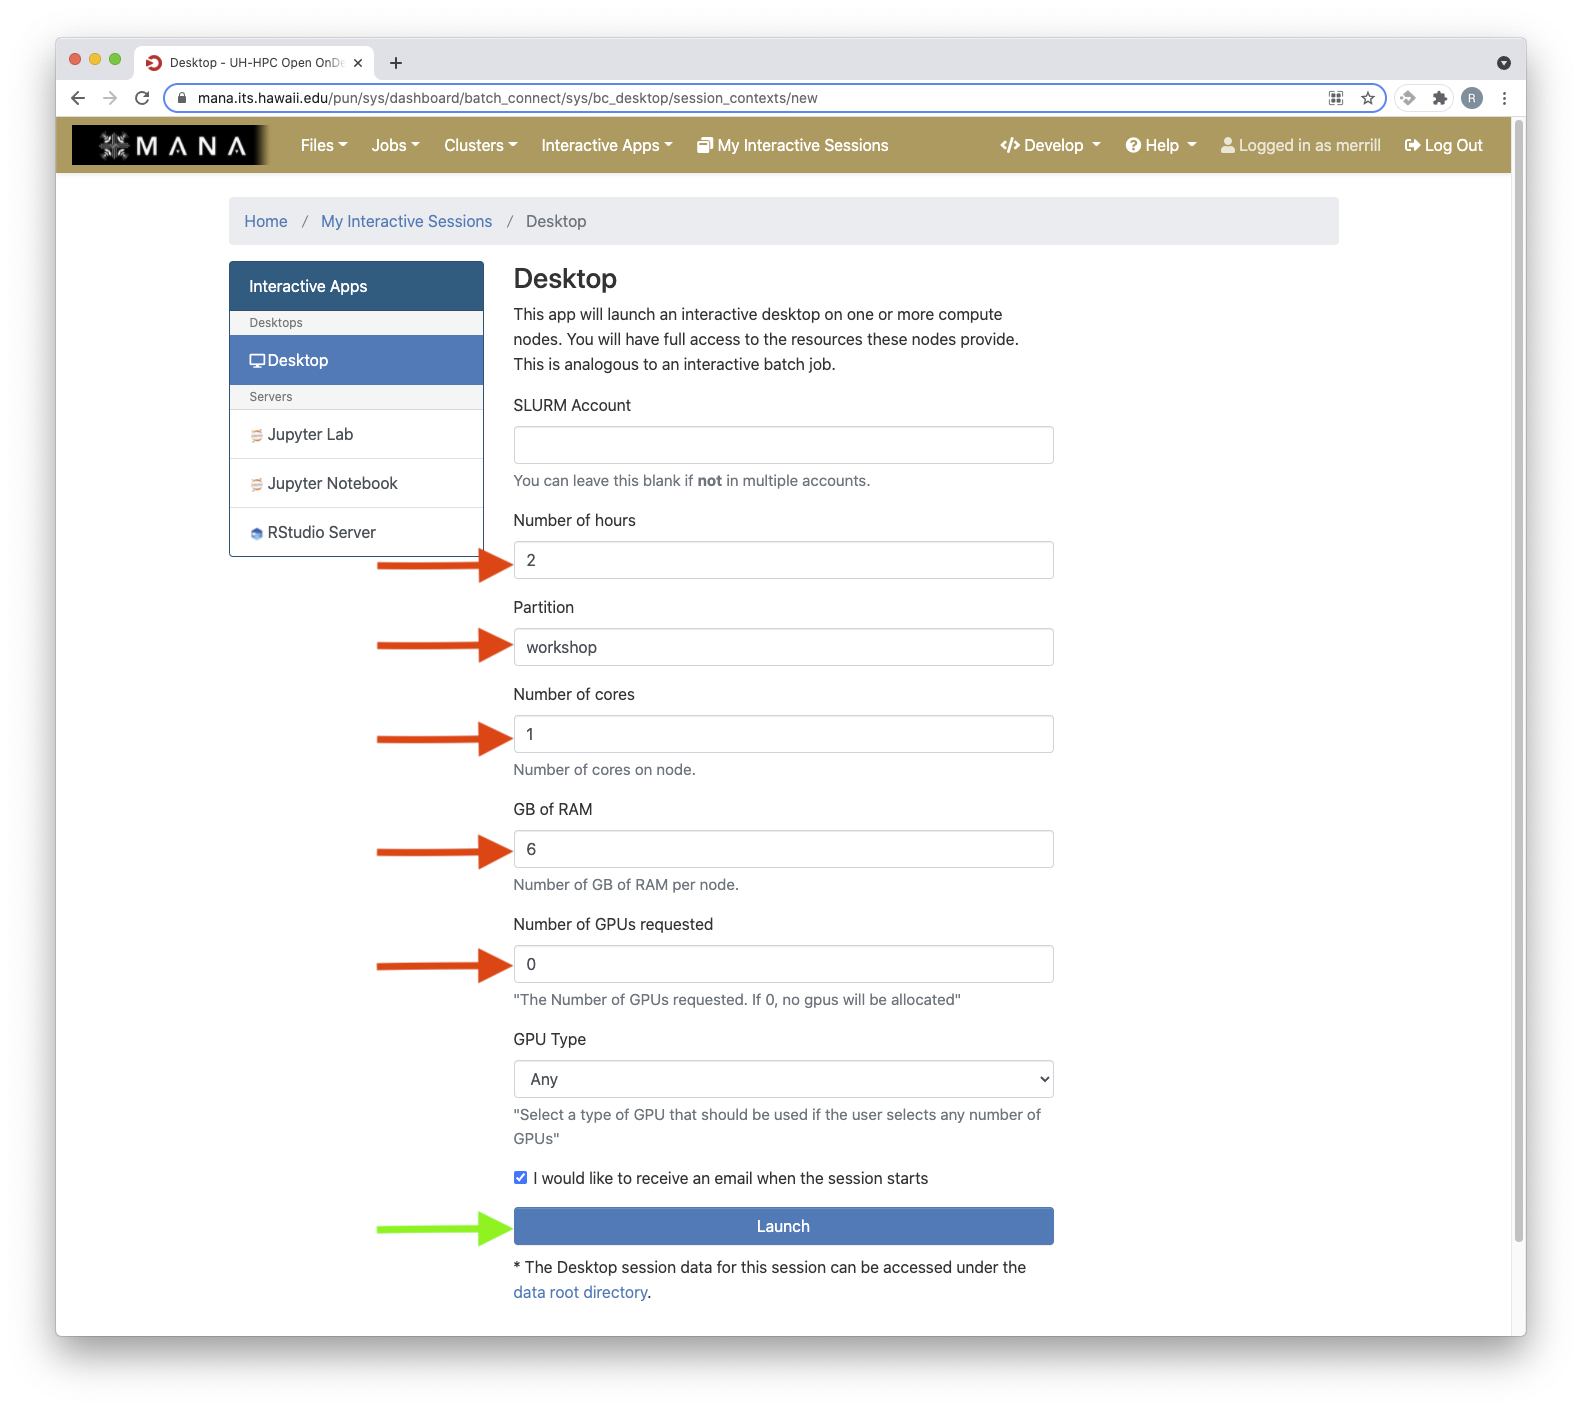 Desktop - UH-HPC Open OnDe
mana.its.hawaii.edu/pun/sys/dashboard/batch_connect/sys/bc_desktop/session_contexts/new
R
MANA Files Jobs Clusters Interactive Apps My Interactive Sessions Develop Help Logged in as merrill Log Out
Home / My Interactive Sessions / Desktop
Interactive Apps
Desktops
Desktop
Servers
Jupyter Lab
Jupyter Notebook
RStudio Server
Desktop
This app will launch an interactive desktop on one or more compute
nodes. You will have full access to the resources these nodes provide.
This is analogous to an interactive batch job.
SLURM Account
You can leave this blank if not in multiple accounts.
Number of hours
2
Partition
workshop
Number of cores
1
Number of cores on node.
GB of RAM
6
Number of GB of RAM per node.
Number of GPUs requested
0
"The Number of GPUs requested. If 0, no gpus will be allocated"
GPU Type
Any
"Select a type of GPU that should be used if the user selects any number of
GPUs"
I would like to receive an email when the session starts
Launch
* The Desktop session data for this session can be accessed under the
data root directory.